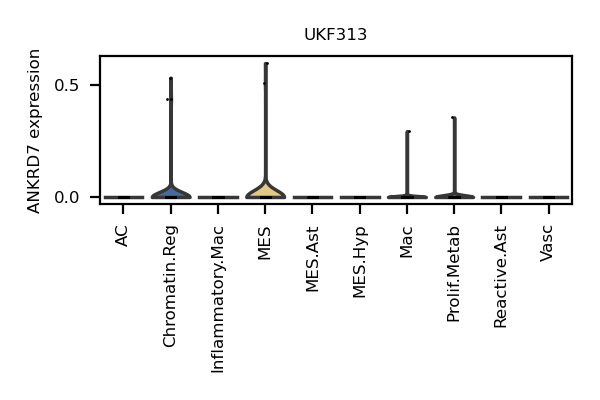 UKF313
ANKRD7 expression
0.5
0.0
AC
Chromatin.Reg
Inflammatory.Mac
MES
MES.Ast
MES.Hyp
Mac
Prolif.Metab
Reactive.Ast
Vasc